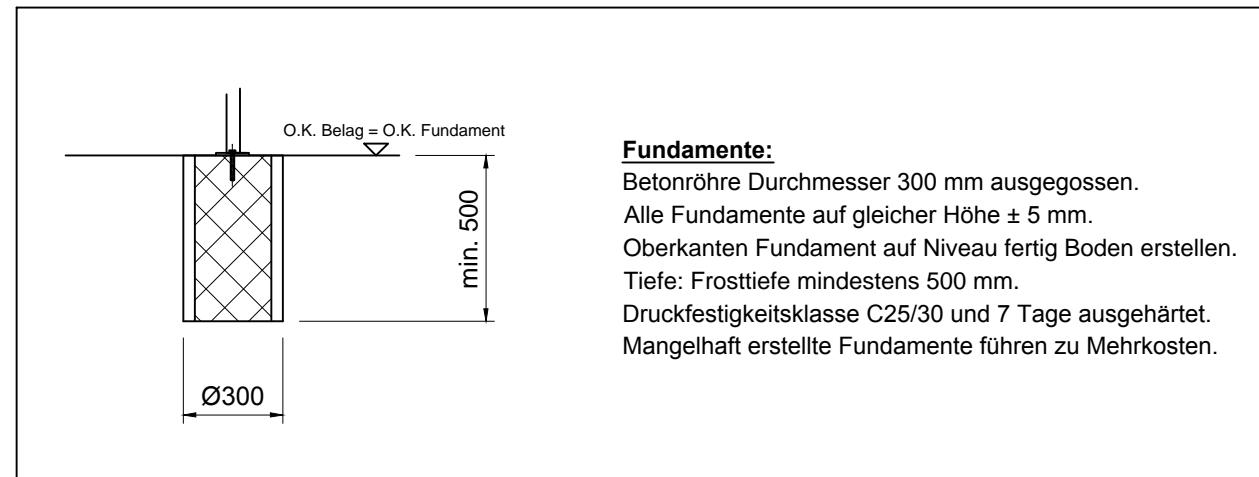 O.K. Belag = O.K. Fundament
min. 500
Ø300
Fundamente:
Betonröhre Durchmesser 300 mm ausgegossen.
Alle Fundamente auf gleicher Höhe ± 5 mm.
Oberkanten Fundament auf Niveau fertig Boden erstellen.
Tiefe: Frosttiefe mindestens 500 mm.
Druckfestigkeitsklasse C25/30 und 7 Tage ausgehärtet.
Mangelhaft erstellte Fundamente führen zu Mehrkosten.